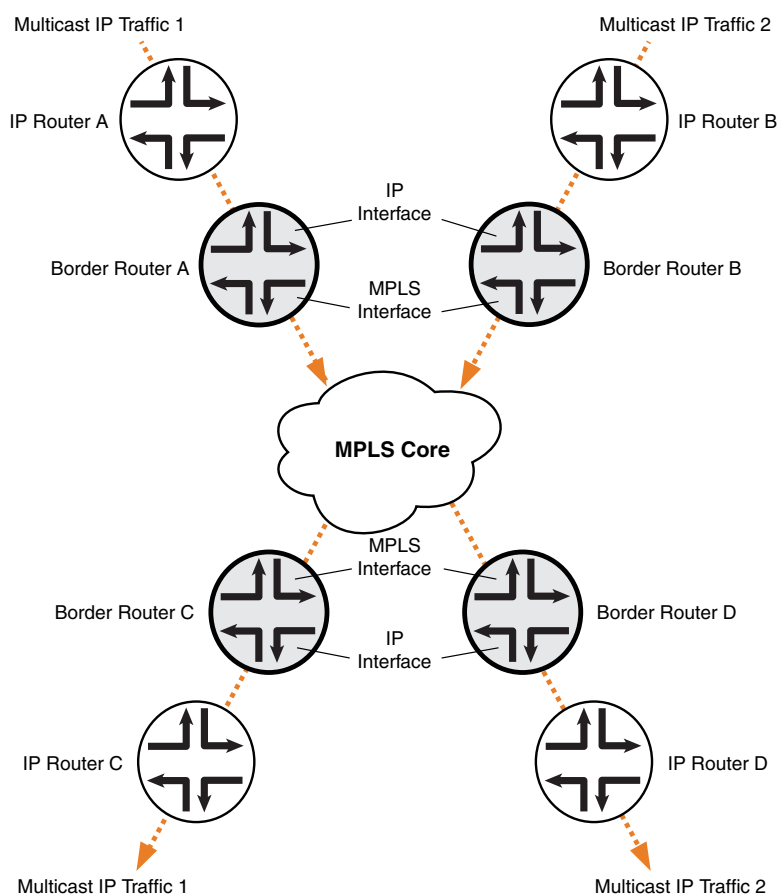 Multicast IP Traffic 1
Multicast IP Traffic 2
IP Router A
IP Router B
IP
Interface
Border Router A
Border Router B
MPLS
Interface
MPLS Core
MPLS
Interface
Border Router C
Border Router D
IP
Interface
IP Router C
IP Router D
Multicast IP Traffic 1
Multicast IP Traffic 2